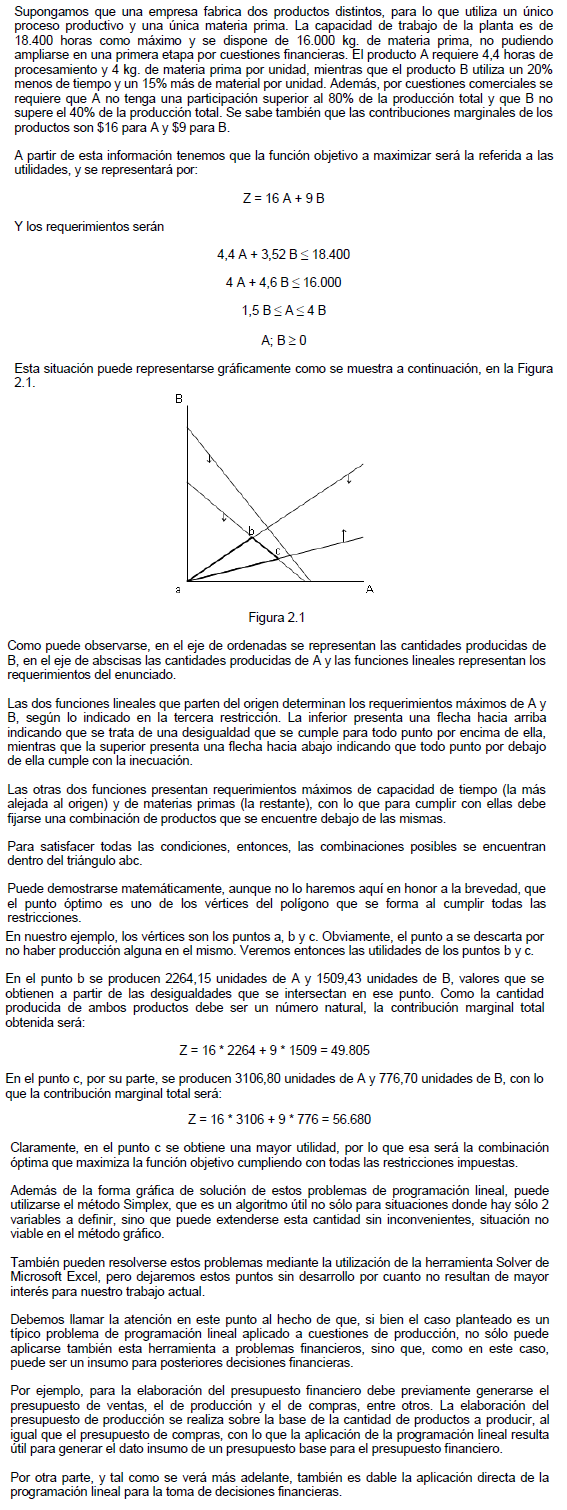 Supongamos que una empresa fabrica dos productos distintos, para lo que utiliza un único
proceso productivo y una única materia prima. La capacidad de trabajo de la planta es de
18.400 horas como máximo y se dispone de 16.000 kg. de materia prima, no pudiendo
ampliarse en una primera etapa por cuestiones financieras. El producto A requiere 4,4 horas de
procesamiento y 4 kg. de materia prima por unidad, mientras que el producto B utiliza un 20%
menos de tiempo y un 15% más de material por unidad. Además, por cuestiones comerciales se
requiere que A no tenga una participación superior al 80% de la producción total y que B no
supere el 40% de la producción total. Se sabe también que las contribuciones marginales de los
productos son $16 para A y $9 para B.
A partir de esta información tenemos que la función objetivo a maximizar será la referida a las
utilidades, y se representará por:
Z = 16 A + 9 B
Y los requerimientos serán
4,4 A + 3,52 B ≤ 18.400
4 A + 4,6 B ≤ 16.000
1,5 B ≤ A ≤ 4 B
A; B ≥ 0
Esta situación puede representarse gráficamente como se muestra a continuación, en la Figura
2.1.
B
b
c
a
A
Figura 2.1
Como puede observarse, en el eje de ordenadas se representan las cantidades producidas de
B, en el eje de abscisas las cantidades producidas de A y las funciones lineales representan los
requerimientos del enunciado.
Las dos funciones lineales que parten del origen determinan los requerimientos máximos de A y
B, según lo indicado en la tercera restricción. La inferior presenta una flecha hacia arriba
indicando que se trata de una desigualdad que se cumple para todo punto por encima de ella,
mientras que la superior presenta una flecha hacia abajo indicando que todo punto por debajo
de ella cumple con la inecuación.
Las otras dos funciones presentan requerimientos máximos de capacidad de tiempo (la más
alejada al origen) y de materias primas (la restante), con lo que para cumplir con ellas debe
fijarse una combinación de productos que se encuentre debajo de las mismas.
Para satisfacer todas las condiciones, entonces, las combinaciones posibles se encuentran
dentro del triángulo abc.
Puede demostrarse matemáticamente, aunque no lo haremos aquí en honor a la brevedad, que
el punto óptimo es uno de los vértices del polígono que se forma al cumplir todas las
restricciones.
En nuestro ejemplo, los vértices son los puntos a, b y c. Obviamente, el punto a se descarta por
no haber producción alguna en el mismo. Veremos entonces las utilidades de los puntos b y c.
En el punto b se producen 2264,15 unidades de A y 1509,43 unidades de B, valores que se
obtienen a partir de las desigualdades que se intersectan en ese punto. Como la cantidad
producida de ambos productos debe ser un número natural, la contribución marginal total
obtenida será:
Z = 16 * 2264 + 9 * 1509 = 49.805
En el punto c, por su parte, se producen 3106,80 unidades de A y 776,70 unidades de B, con lo
que la contribución marginal total será:
Z = 16 * 3106 + 9 * 776 = 56.680
Claramente, en el punto c se obtiene una mayor utilidad, por lo que esa será la combinación
óptima que maximiza la función objetivo cumpliendo con todas las restricciones impuestas.
Además de la forma gráfica de solución de estos problemas de programación lineal, puede
utilizarse el método Simplex, que es un algoritmo útil no sólo para situaciones donde hay sólo 2
variables a definir, sino que puede extenderse esta cantidad sin inconvenientes, situación no
viable en el método gráfico.
También pueden resolverse estos problemas mediante la utilización de la herramienta Solver de
Microsoft Excel, pero dejaremos estos puntos sin desarrollo por cuanto no resultan de mayor
interés para nuestro trabajo actual.
Debemos llamar la atención en este punto al hecho de que, si bien el caso planteado es un
típico problema de programación lineal aplicado a cuestiones de producción, no sólo puede
aplicarse también esta herramienta a problemas financieros, sino que, como en este caso,
puede ser un insumo para posteriores decisiones financieras.
Por ejemplo, para la elaboración del presupuesto financiero debe previamente generarse el
presupuesto de ventas, el de producción y el de compras, entre otros. La elaboración del
presupuesto de producción se realiza sobre la base de la cantidad de productos a producir, al
igual que el presupuesto de compras, con lo que la aplicación de la programación lineal resulta
útil para generar el dato insumo de un presupuesto base para el presupuesto financiero.
Por otra parte, y tal como se verá más adelante, también es dable la aplicación directa de la
programación lineal para la toma de decisiones financieras.